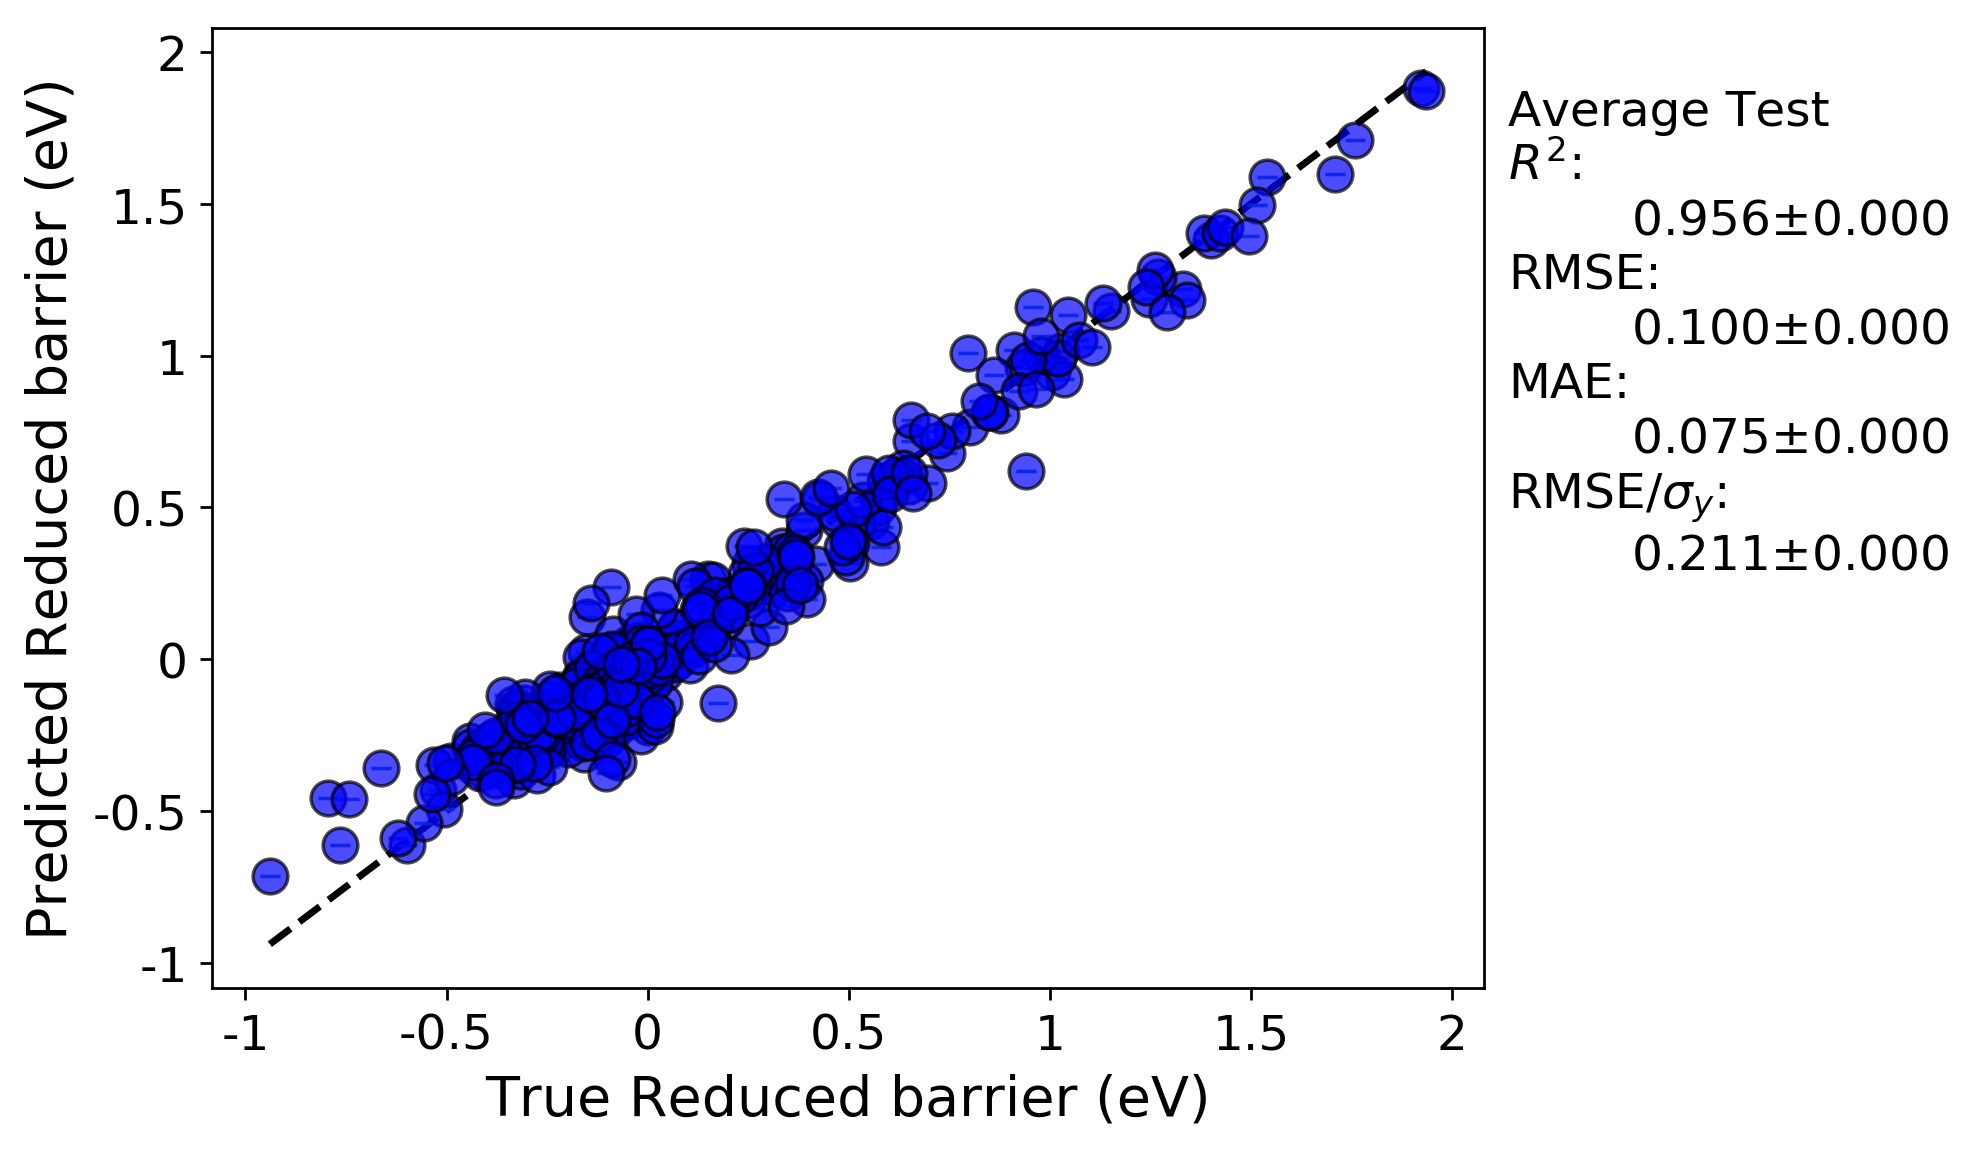 2
1.5
1
0.5
0
-0.5
-1
Predicted Reduced barrier (eV)
-1
-0.5
0
0.5
1
1.5
2
True Reduced barrier (eV)
Average Test
R²:
0.956±0.000
RMSE:
0.100±0.000
MAE:
0.075±0.000
RMSE/σ_y:
0.211±0.000